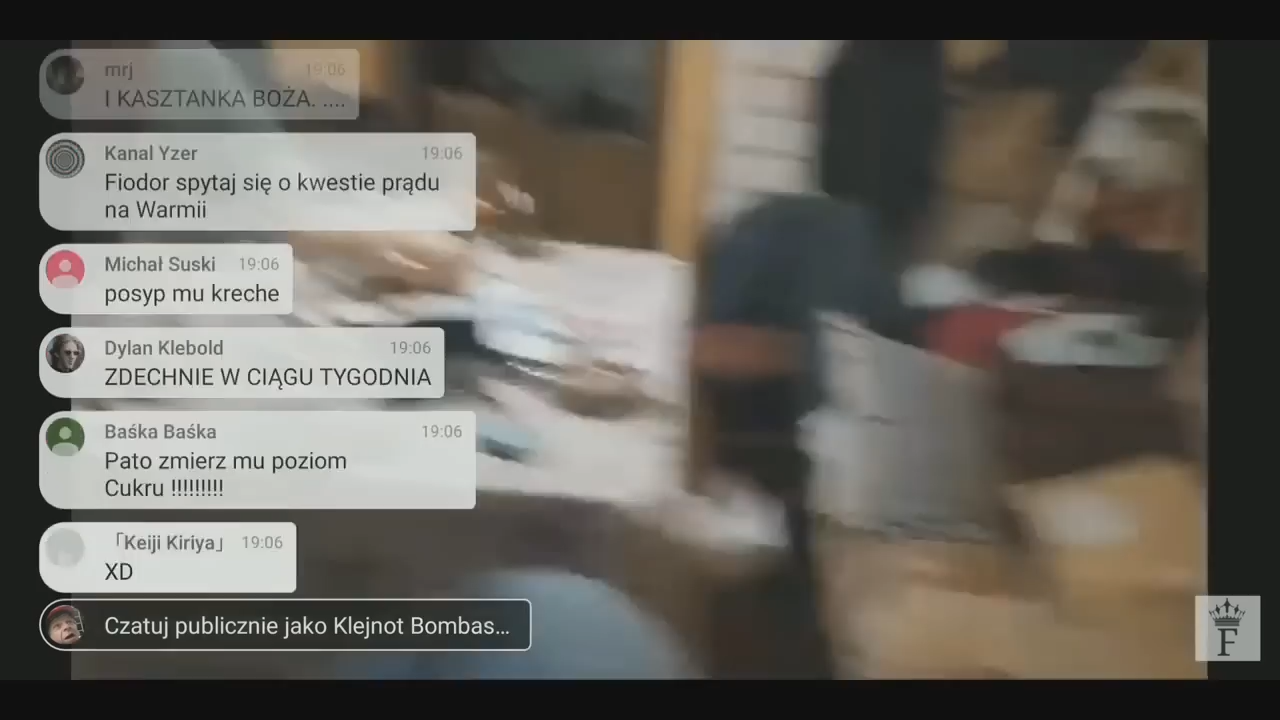 mrj 19:06
I KASZTANKA BOŻA. ....
Kanal Yzer 19:06
Fiodor spytaj się o kwestie prądu
na Warmii
Michał Suski 19:06
posyp mu kreche
Dylan Klebold 19:06
ZDECHNIE W CIĄGU TYGODNIA
Baśka Baśka 19:06
Pato zmierz mu poziom
Cukru !!!!!!!!!
「Keiji Kiriya」 19:06
XD
Czatuj publicznie jako Klejnot Bombas...
F